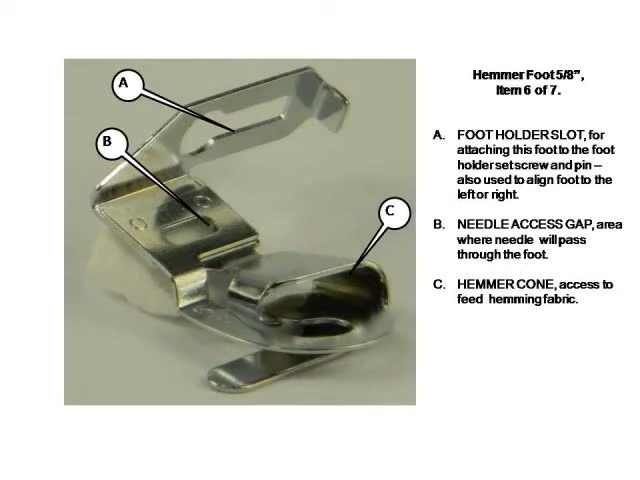 Hemmer Foot 5/8”,
Item 6 of 7.
A
B
C
A. FOOT HOLDER SLOT, for
attaching this foot to the foot
holder set screw and pin –
also used to align foot to the
left or right.
B. NEEDLE ACCESS GAP, area
where needle will pass
through the foot.
C. HEMMER CONE, access to
feed hemming fabric.